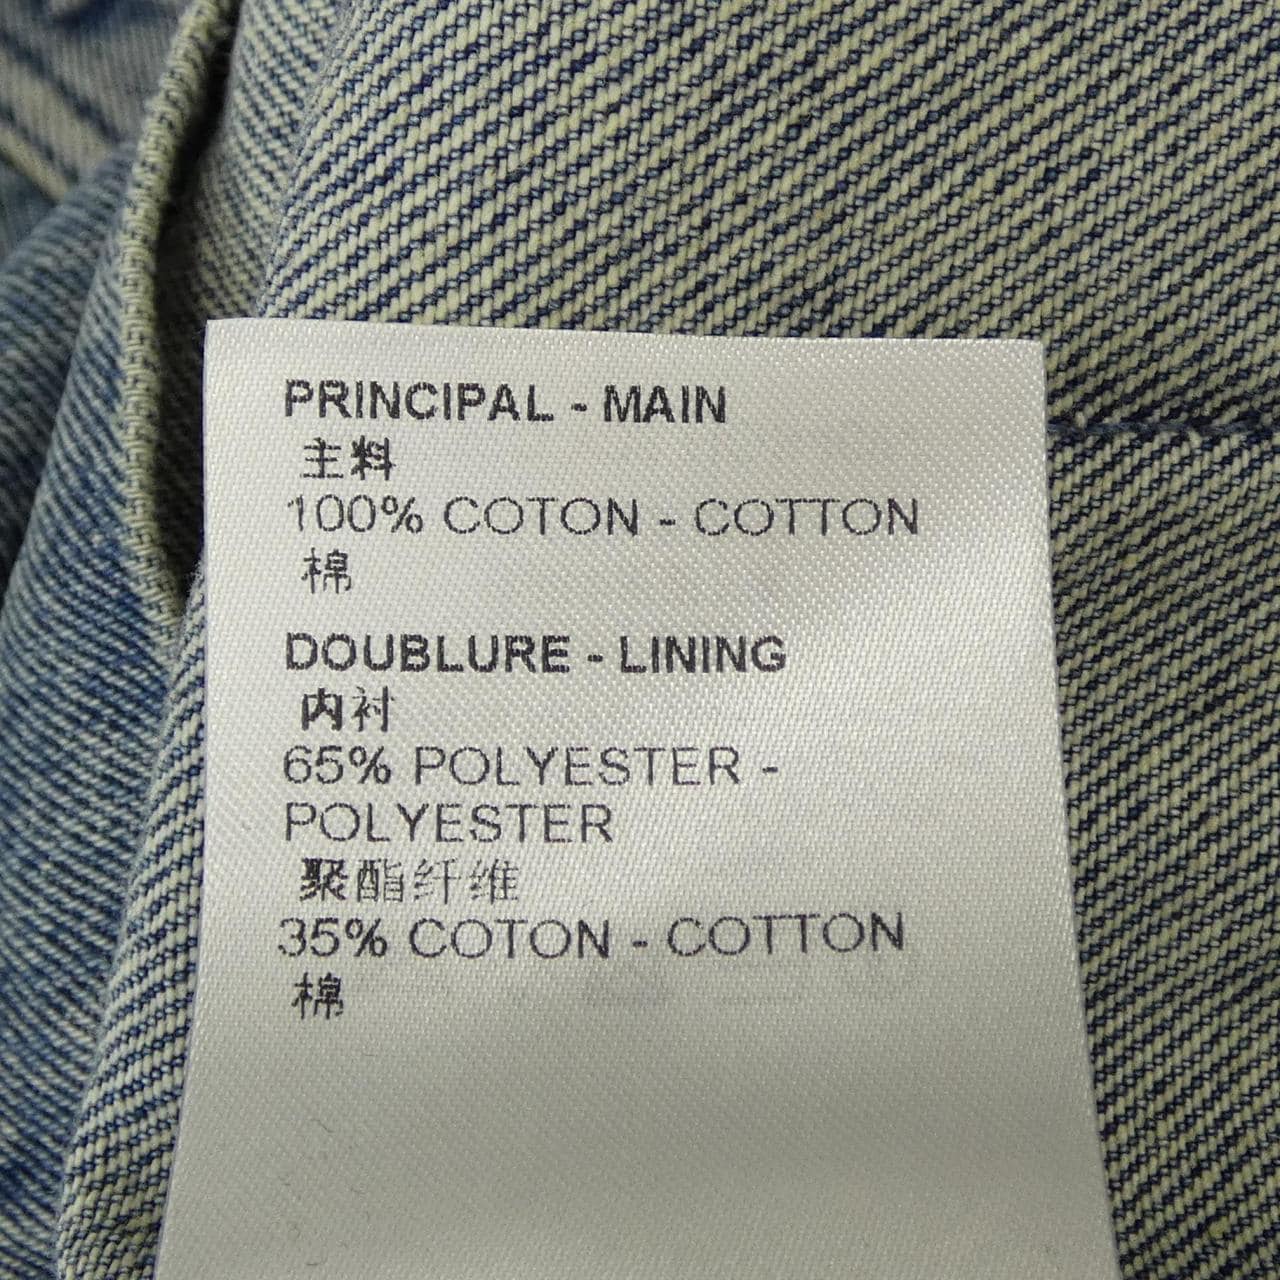 PRINCIPAL - MAIN
主料
100% COTON - COTTON
棉
DOUBLURE - LINING
内衬
65% POLYESTER -
POLYESTER
聚酯纤维
35% COTON - COTTON
棉